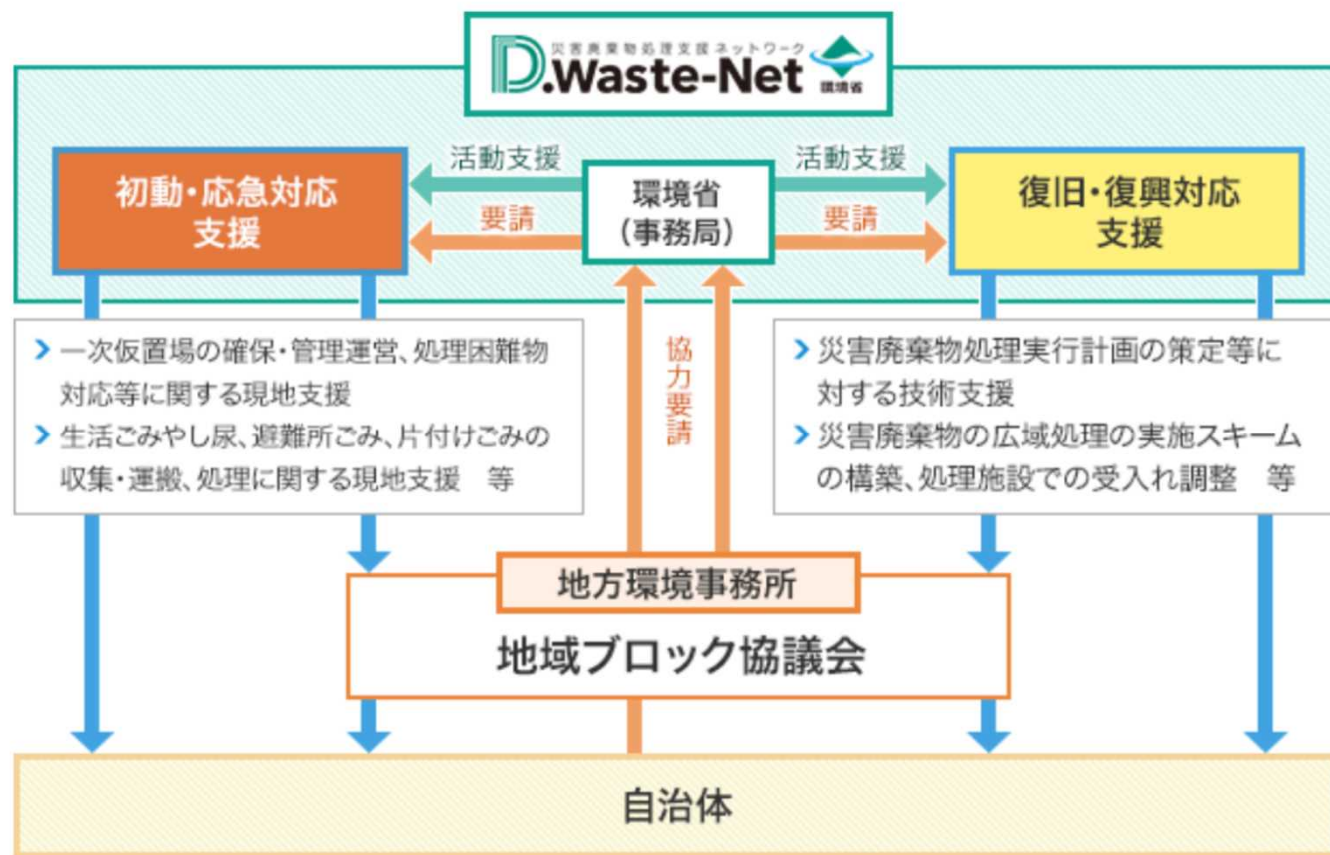 災害廃棄物処理支援ネットワーク
D.Waste-Net
環境省
活動支援
活動支援
初動・応急対応
支援
環境省
(事務局)
復旧・復興対応
支援
要請
要請
> 一次仮置場の確保・管理運営、処理困難物
対応等に関する現地支援
> 生活ごみやし尿、避難所ごみ、片付けごみの
収集・運搬、処理に関する現地支援 等
協力要請
> 災害廃棄物処理実行計画の策定等に
対する技術支援
> 災害廃棄物の広域処理の実施スキーム
の構築、処理施設での受入れ調整 等
地方環境事務所
地域ブロック協議会
自治体